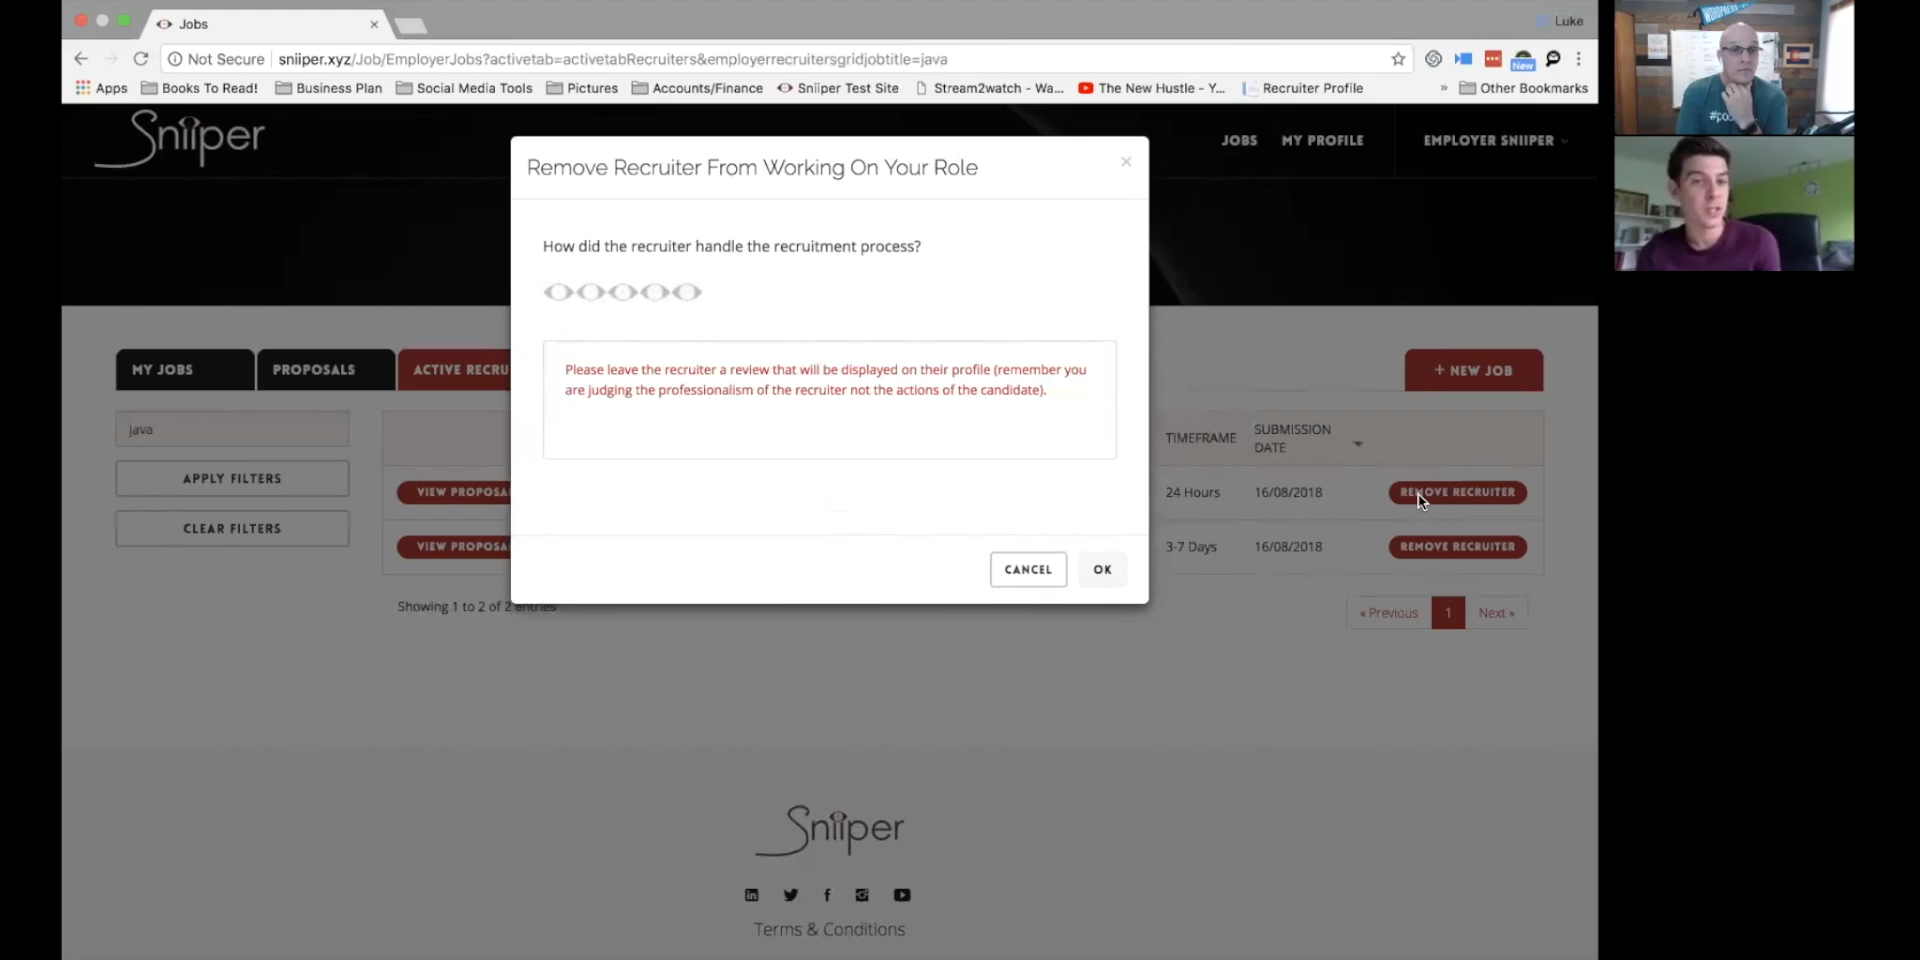 Jobs
Luke
Not Secure
sniiper.xyz/Job/EmployerJobs?activetab=activetabRecruiters&employerrecruitersgridjobtitle=java
New
Apps
Books To Read!
Business Plan
Social Media Tools
Pictures
Accounts/Finance
Sniiper Test Site
Stream2watch - Wa...
The New Hustle - Y...
Recruiter Profile
»
Other Bookmarks
Sniiper
JOBS
MY PROFILE
EMPLOYER SNIIPER
Remove Recruiter From Working On Your Role
×
How did the recruiter handle the recruitment process?
Please leave the recruiter a review that will be displayed on their profile (remember you
are judging the professionalism of the recruiter not the actions of the candidate).
CANCEL
OK
MY JOBS
PROPOSALS
ACTIVE RECRU
+ NEW JOB
java
APPLY FILTERS
CLEAR FILTERS
TIMEFRAME
SUBMISSION
DATE
VIEW PROPOSA
24 Hours
16/08/2018
REMOVE RECRUITER
VIEW PROPOSA
3-7 Days
16/08/2018
REMOVE RECRUITER
Showing 1 to 2 of 2 entries
« Previous
1
Next »
Sniiper
Terms & Conditions